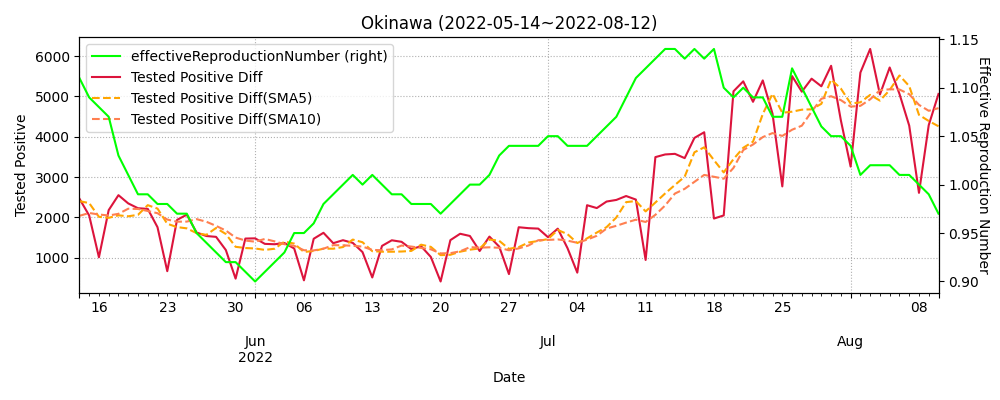 Okinawa (2022-05-14~2022-08-12)
effectiveReproductionNumber (right)
Tested Positive Diff
Tested Positive Diff(SMA5)
Tested Positive Diff(SMA10)
Tested Positive
6000
5000
4000
3000
2000
1000
1.15
1.10
1.05
1.00
0.95
0.90
Effective Reproduction Number
16 23 30 06 13 20 27 04 11 18 25 08
Jun Jul Aug
2022
Date